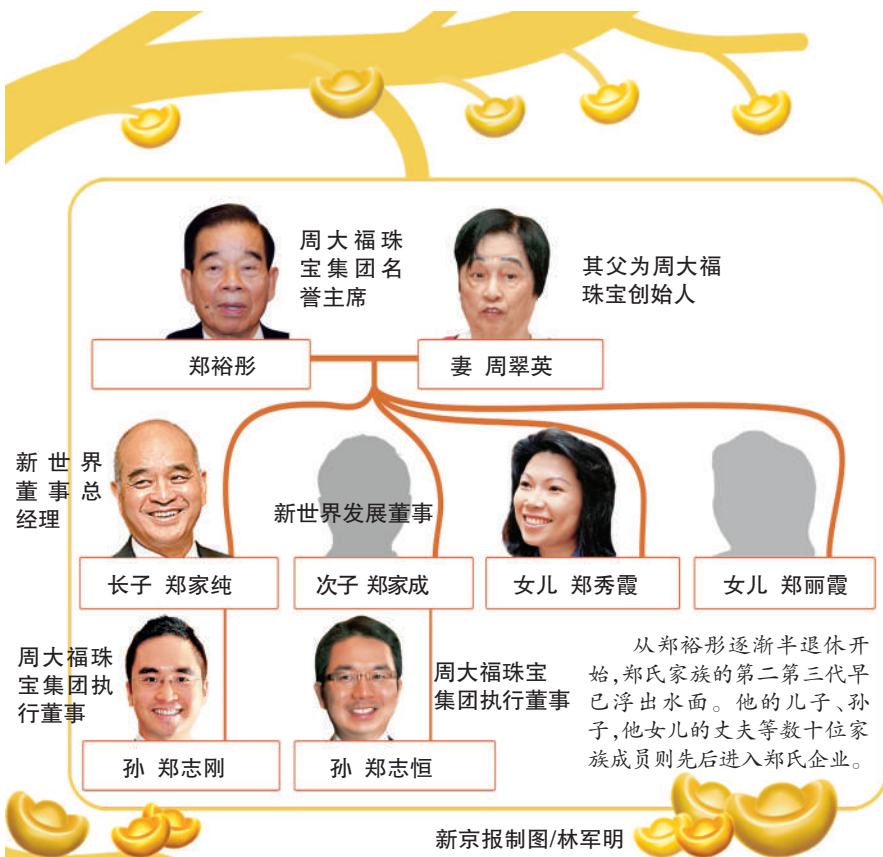 周大福珠
宝集团名
誉主席
其父为周大福
珠宝创始人
郑裕彤
妻 周翠英
新世界
董事总
经理
新世界发展董事
长子 郑家纯
次子 郑家成
女儿 郑秀霞
女儿 郑丽霞
周大福珠
宝集团执
行董事
周大福珠宝
集团执行董事
孙 郑志刚
孙 郑志恒
从郑裕彤逐渐半退休开
始,郑氏家族的第二第三代早
已浮出水面。他的儿子、孙
子,他女儿的丈夫等数十位家
族成员则先后进入郑氏企业。
新京报制图/林军明